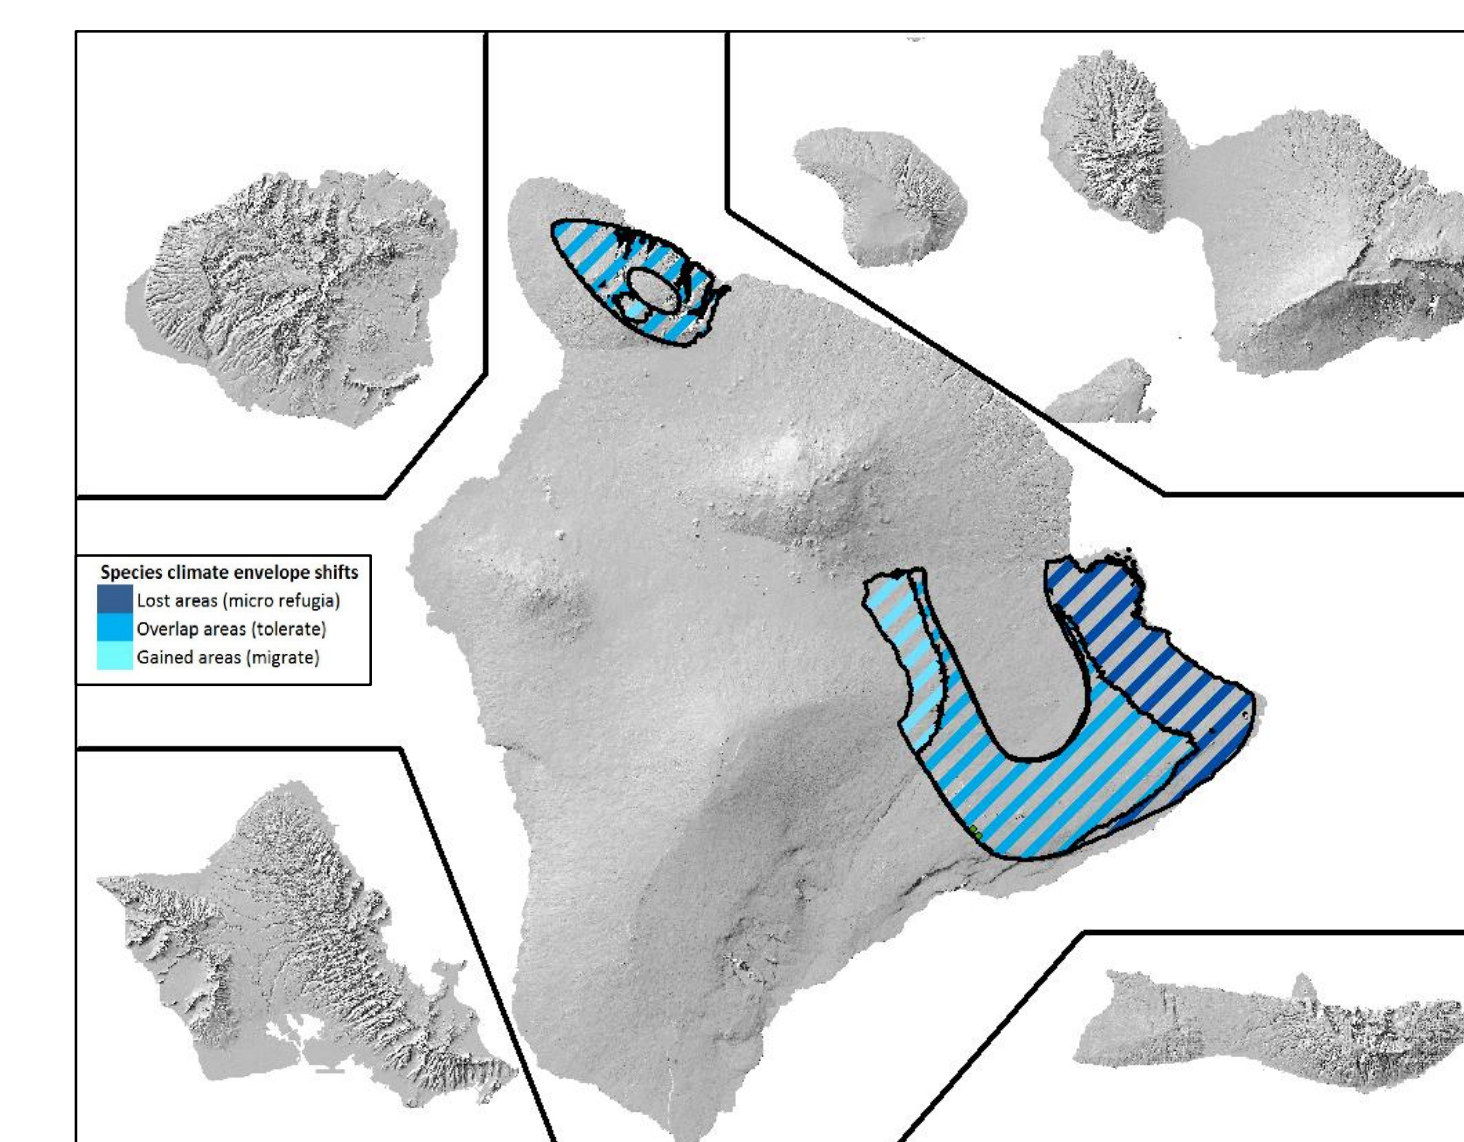 Species climate envelope shifts
Lost areas (micro refugia)
Overlap areas (tolerate)
Gained areas (migrate)